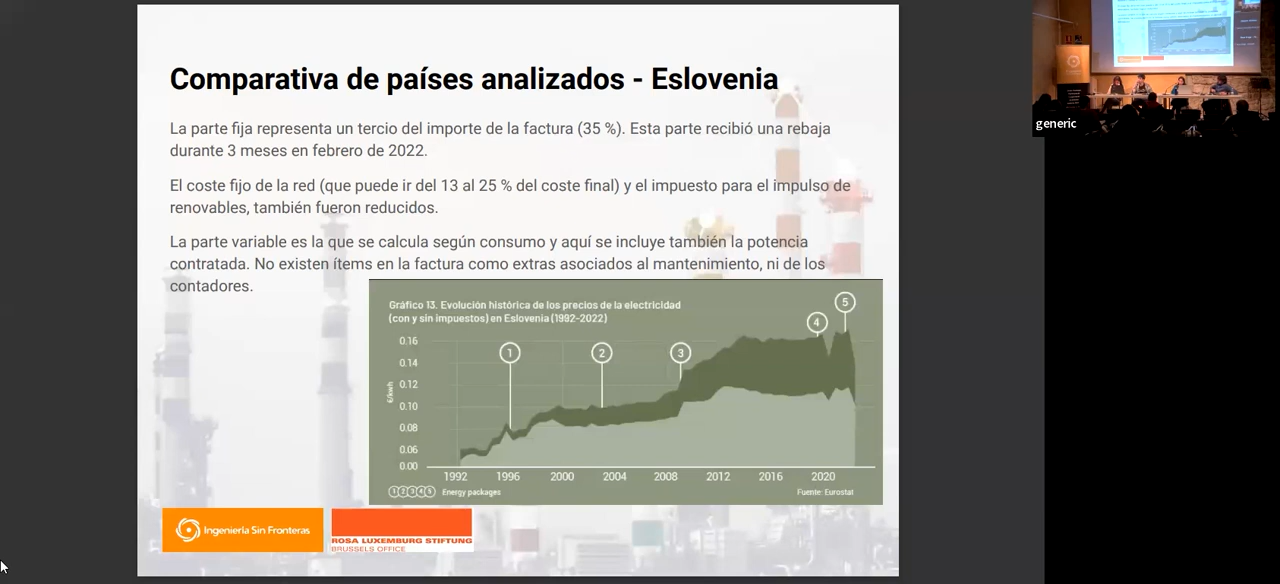 Comparativa de países analizados - Eslovenia
La parte fija representa un tercio del importe de la factura (35 %). Esta parte recibió una rebaja
durante 3 meses en febrero de 2022.
El coste fijo de la red (que puede ir del 13 al 25 % del coste final) y el impuesto para el impulso de
renovables, también fueron reducidos.
La parte variable es la que se calcula según consumo y aquí se incluye también la potencia
contratada. No existen ítems en la factura como extras asociados al mantenimiento, ni de los
contadores.
Gráfico 13. Evolución histórica de los precios de la electricidad
(con y sin impuestos) en Eslovenia (1992-2022)
5
4
1 2 3
0.16
0.14
0.12
0.10
0.08
0.06
0.00
€/kwh
1992 1996 2000 2004 2008 2012 2016 2020
1 2 3 4 5 Energy packages
Fuente: Eurostat
Ingeniería Sin Fronteras
ROSA LUXEMBURG STIFTUNG
BRUSSELS OFFICE
generic